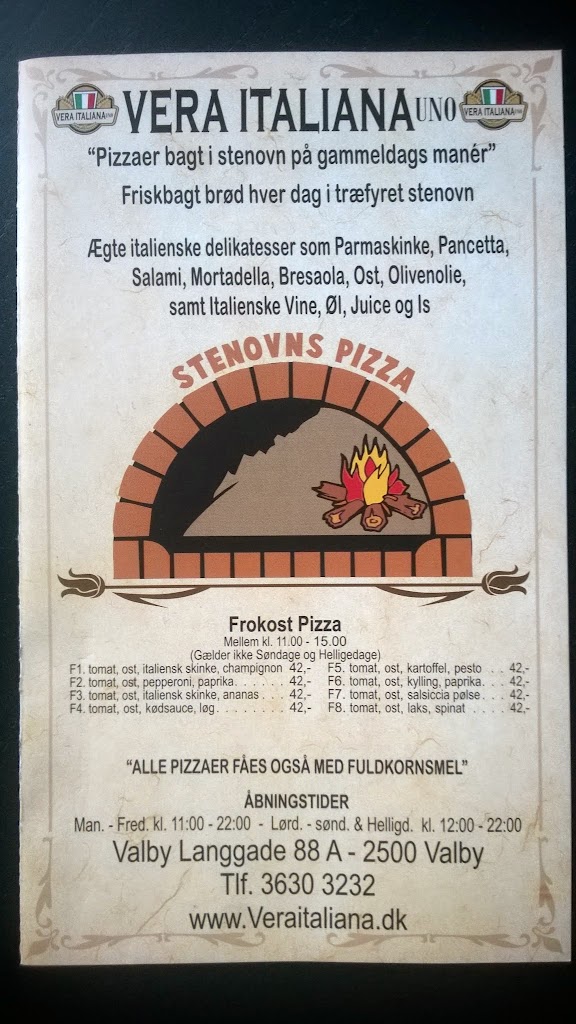 VERA ITALIANA UNO
VERA ITALIANA UNO
VERA ITALIANA UNO
"Pizzaer bagt i stenovn på gammeldags manér"
Friskbagt brød hver dag i træfyret stenovn
Ægte italienske delikatesser som Parmaskinke, Pancetta,
Salami, Mortadella, Bresaola, Ost, Olivenolie,
samt Italienske Vine, Øl, Juice og Is
STENOVNS PIZZA
Frokost Pizza
Mellem kl. 11.00 - 15.00
(Gælder ikke Søndage og Helligedage)
F1. tomat, ost, italiensk skinke, champignon 42,-
F2. tomat, ost, pepperoni, paprika. . . . . . . 42,-
F3. tomat, ost, italiensk skinke, ananas . . . 42,-
F4. tomat, ost, kødsauce, løg. . . . . . . . . 42,-
F5. tomat, ost, kartoffel, pesto . . . 42,-
F6. tomat, ost, kylling, paprika. . . . 42,-
F7. tomat, ost, salsiccia pølse. . . . 42,-
F8. tomat, ost, laks, spinat . . . . 42,-
"ALLE PIZZAER FÅES OGSÅ MED FULDKORNSMEL"
ÅBNINGSTIDER
Man. - Fred. kl. 11:00 - 22:00 - Lørd. - sønd. & Helligd. kl. 12:00 - 22:00
Valby Langgade 88 A - 2500 Valby
Tlf. 3630 3232
www.Veraitaliana.dk